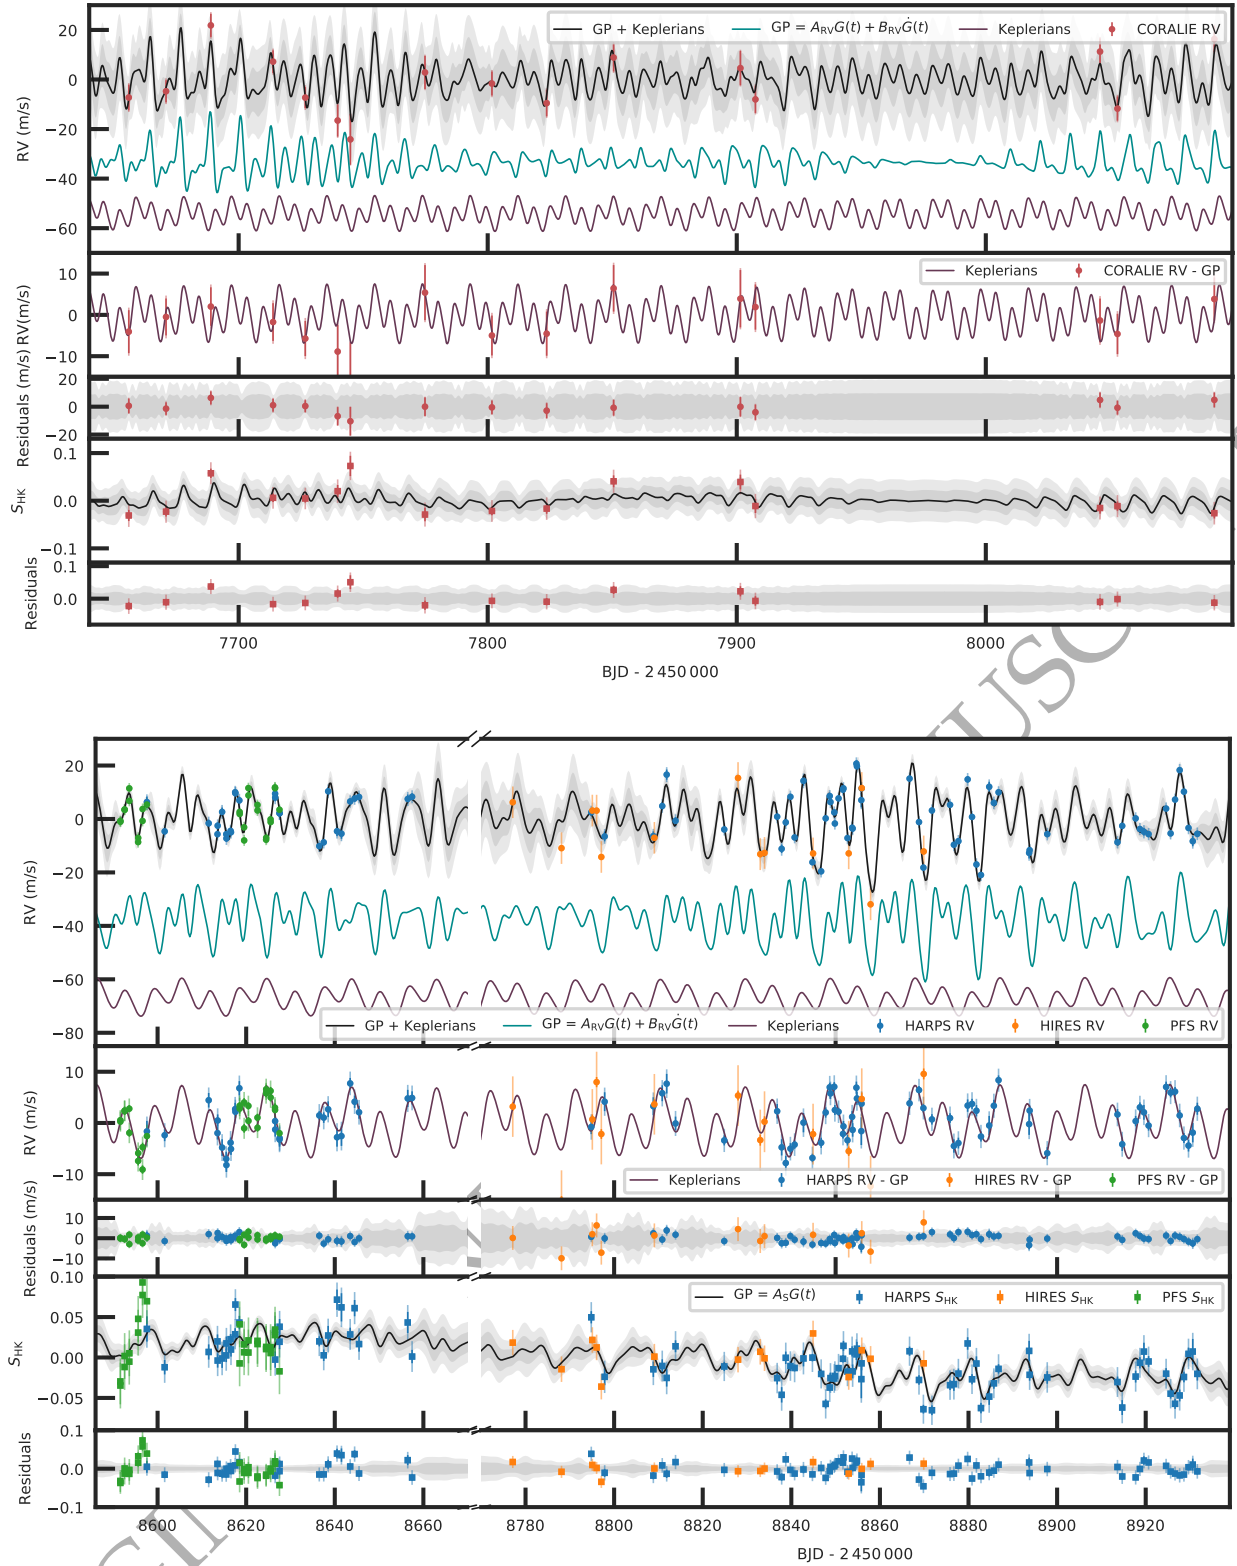 GP + Keplerians
GP = A_RV G(t) + B_RV Ġ(t)
Keplerians
CORALIE RV
RV (m/s)
20
0
−20
−40
−60
Keplerians
CORALIE RV - GP
RV(m/s)
10
0
−10
Residuals (m/s)
20
0
−20
S_HK
0.1
0.0
−0.1
Residuals
0.1
0.0
7700
7800
7900
8000
BJD - 2 450 000
RV (m/s)
20
0
−20
−40
−60
−80
GP + Keplerians
GP = A_RV G(t) + B_RV Ġ(t)
Keplerians
HARPS RV
HIRES RV
PFS RV
RV (m/s)
10
0
−10
Keplerians
HARPS RV - GP
HIRES RV - GP
PFS RV - GP
Residuals (m/s)
10
0
−10
S_HK
0.10
0.05
0.00
−0.05
GP = A_S G(t)
HARPS S_HK
HIRES S_HK
PFS S_HK
Residuals
0.1
0.0
−0.1
8600
8620
8640
8660
8780
8800
8820
8840
8860
8880
8900
8920
BJD - 2 450 000